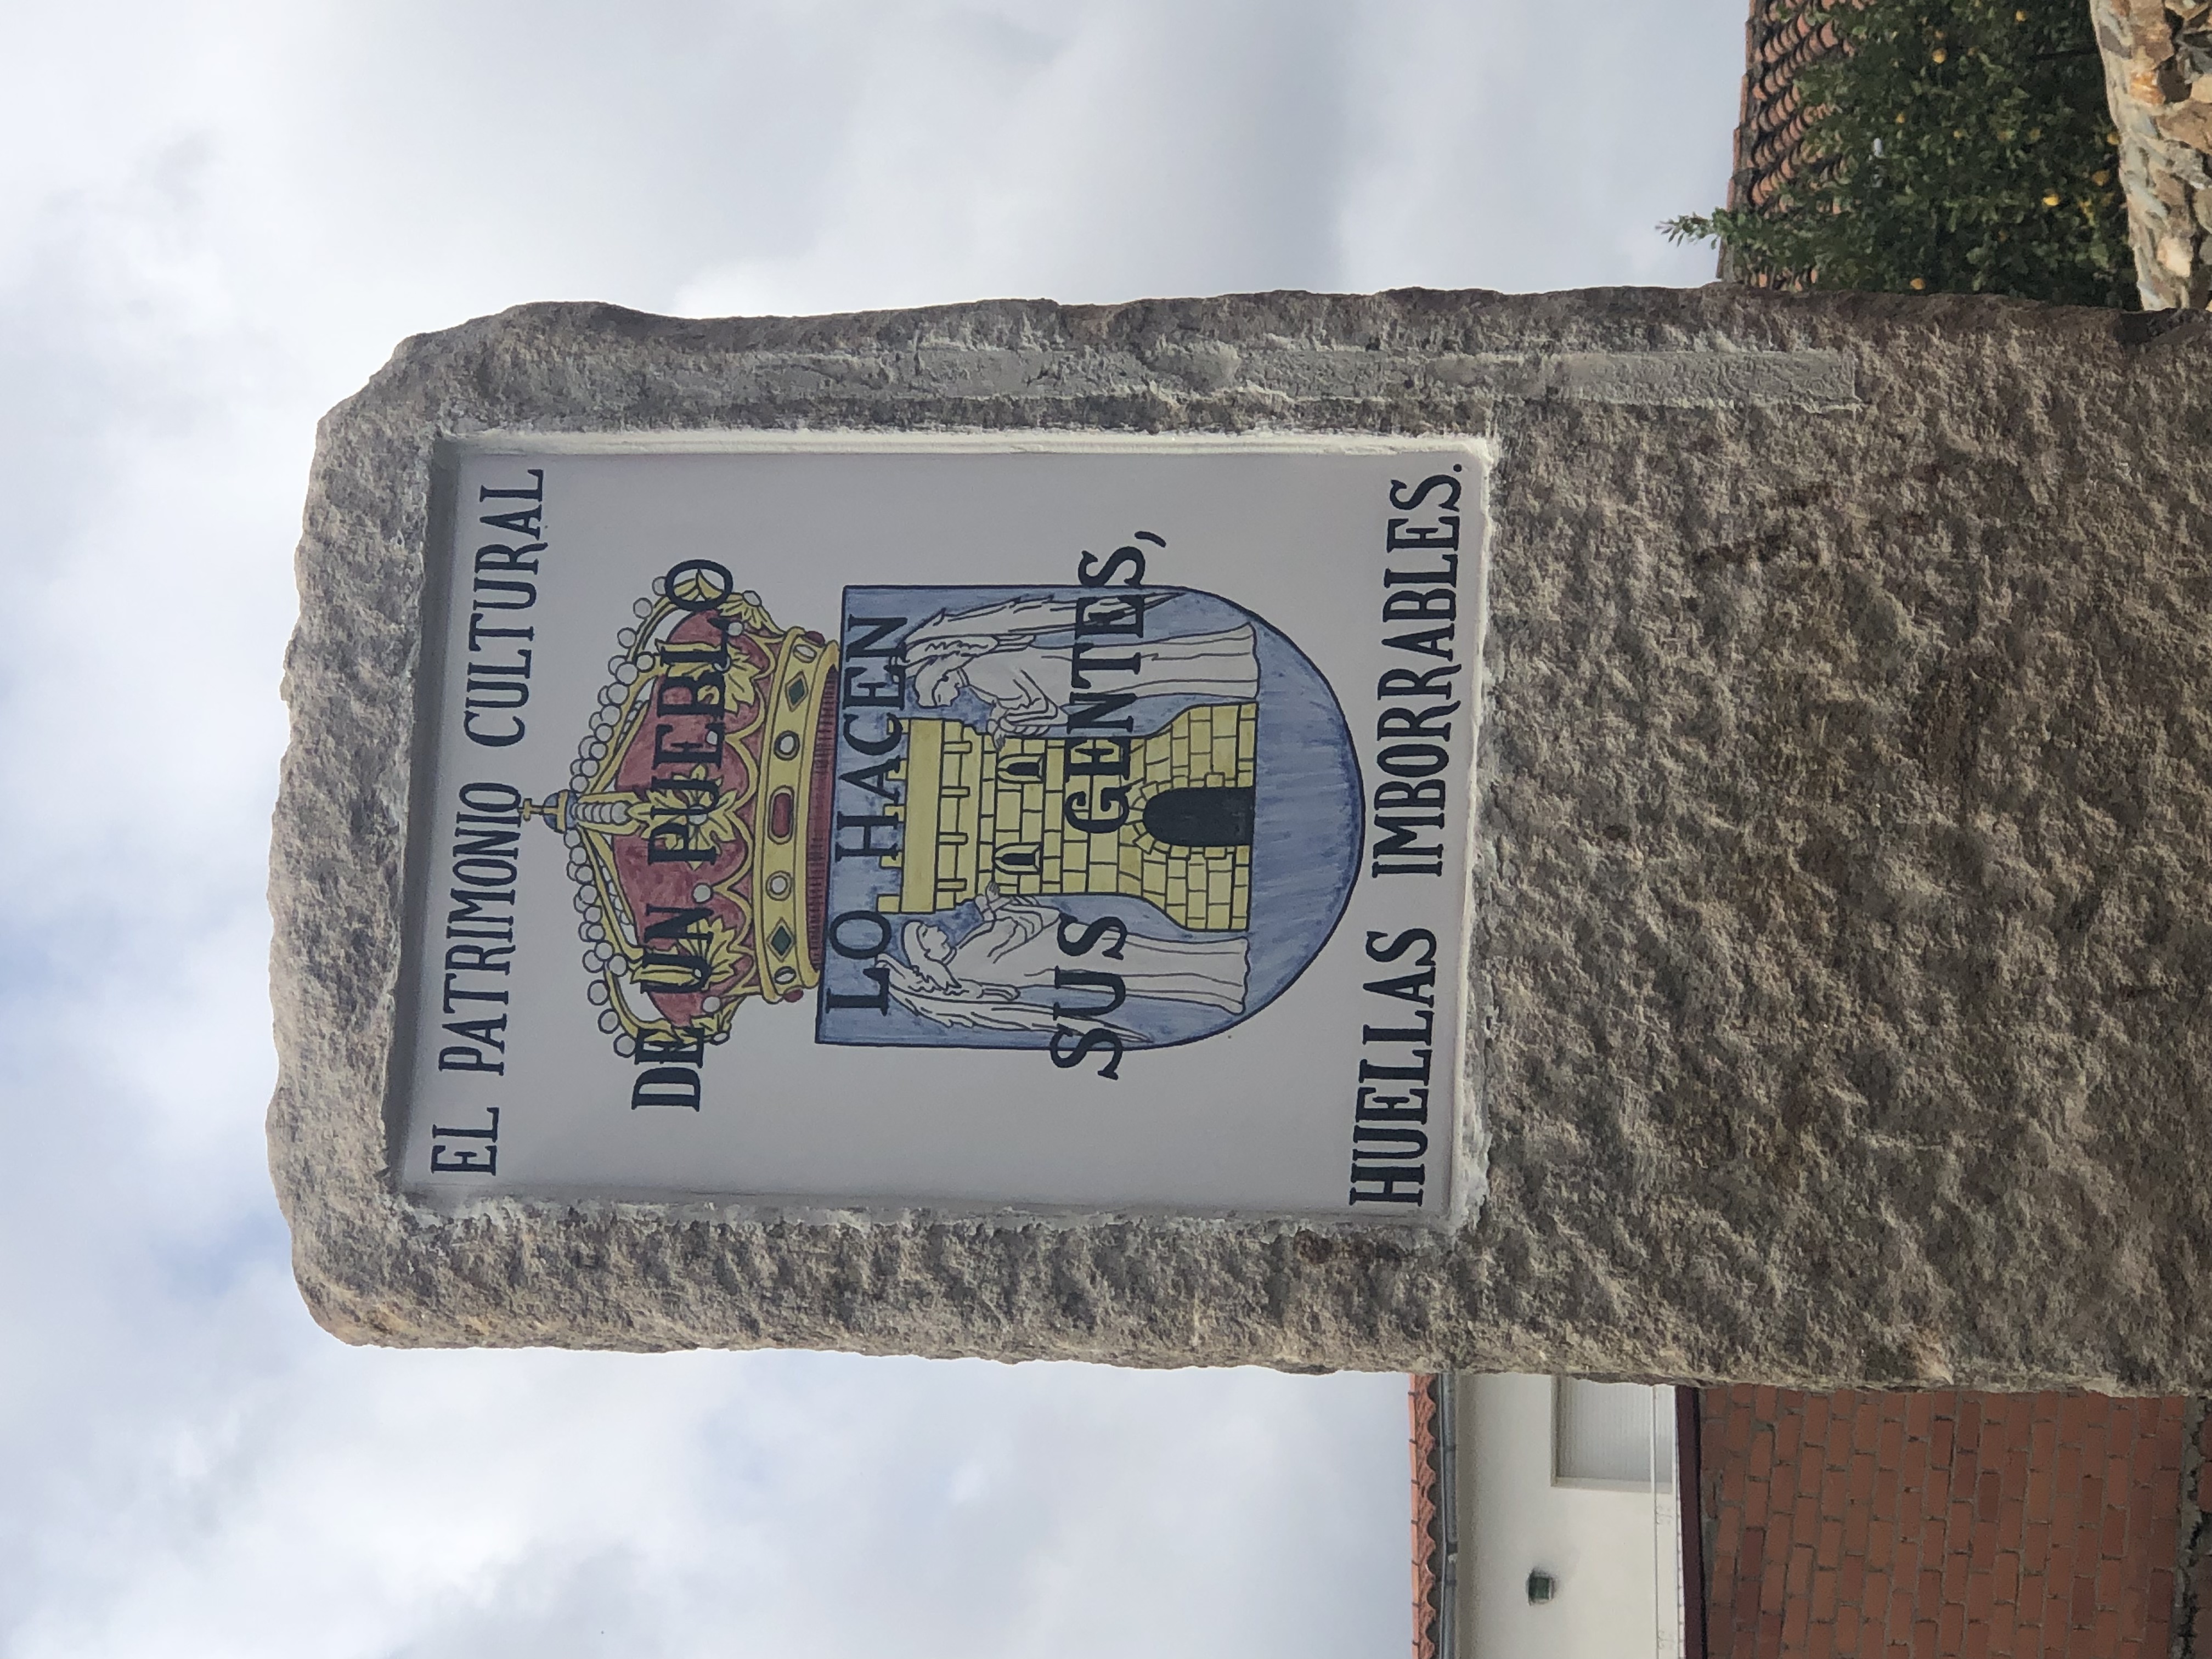 EL PATRIMONIO CULTURAL
DE UN PUEBLO
LO HACEN
SUS GENTES,
HUELLAS IMBORRABLES.